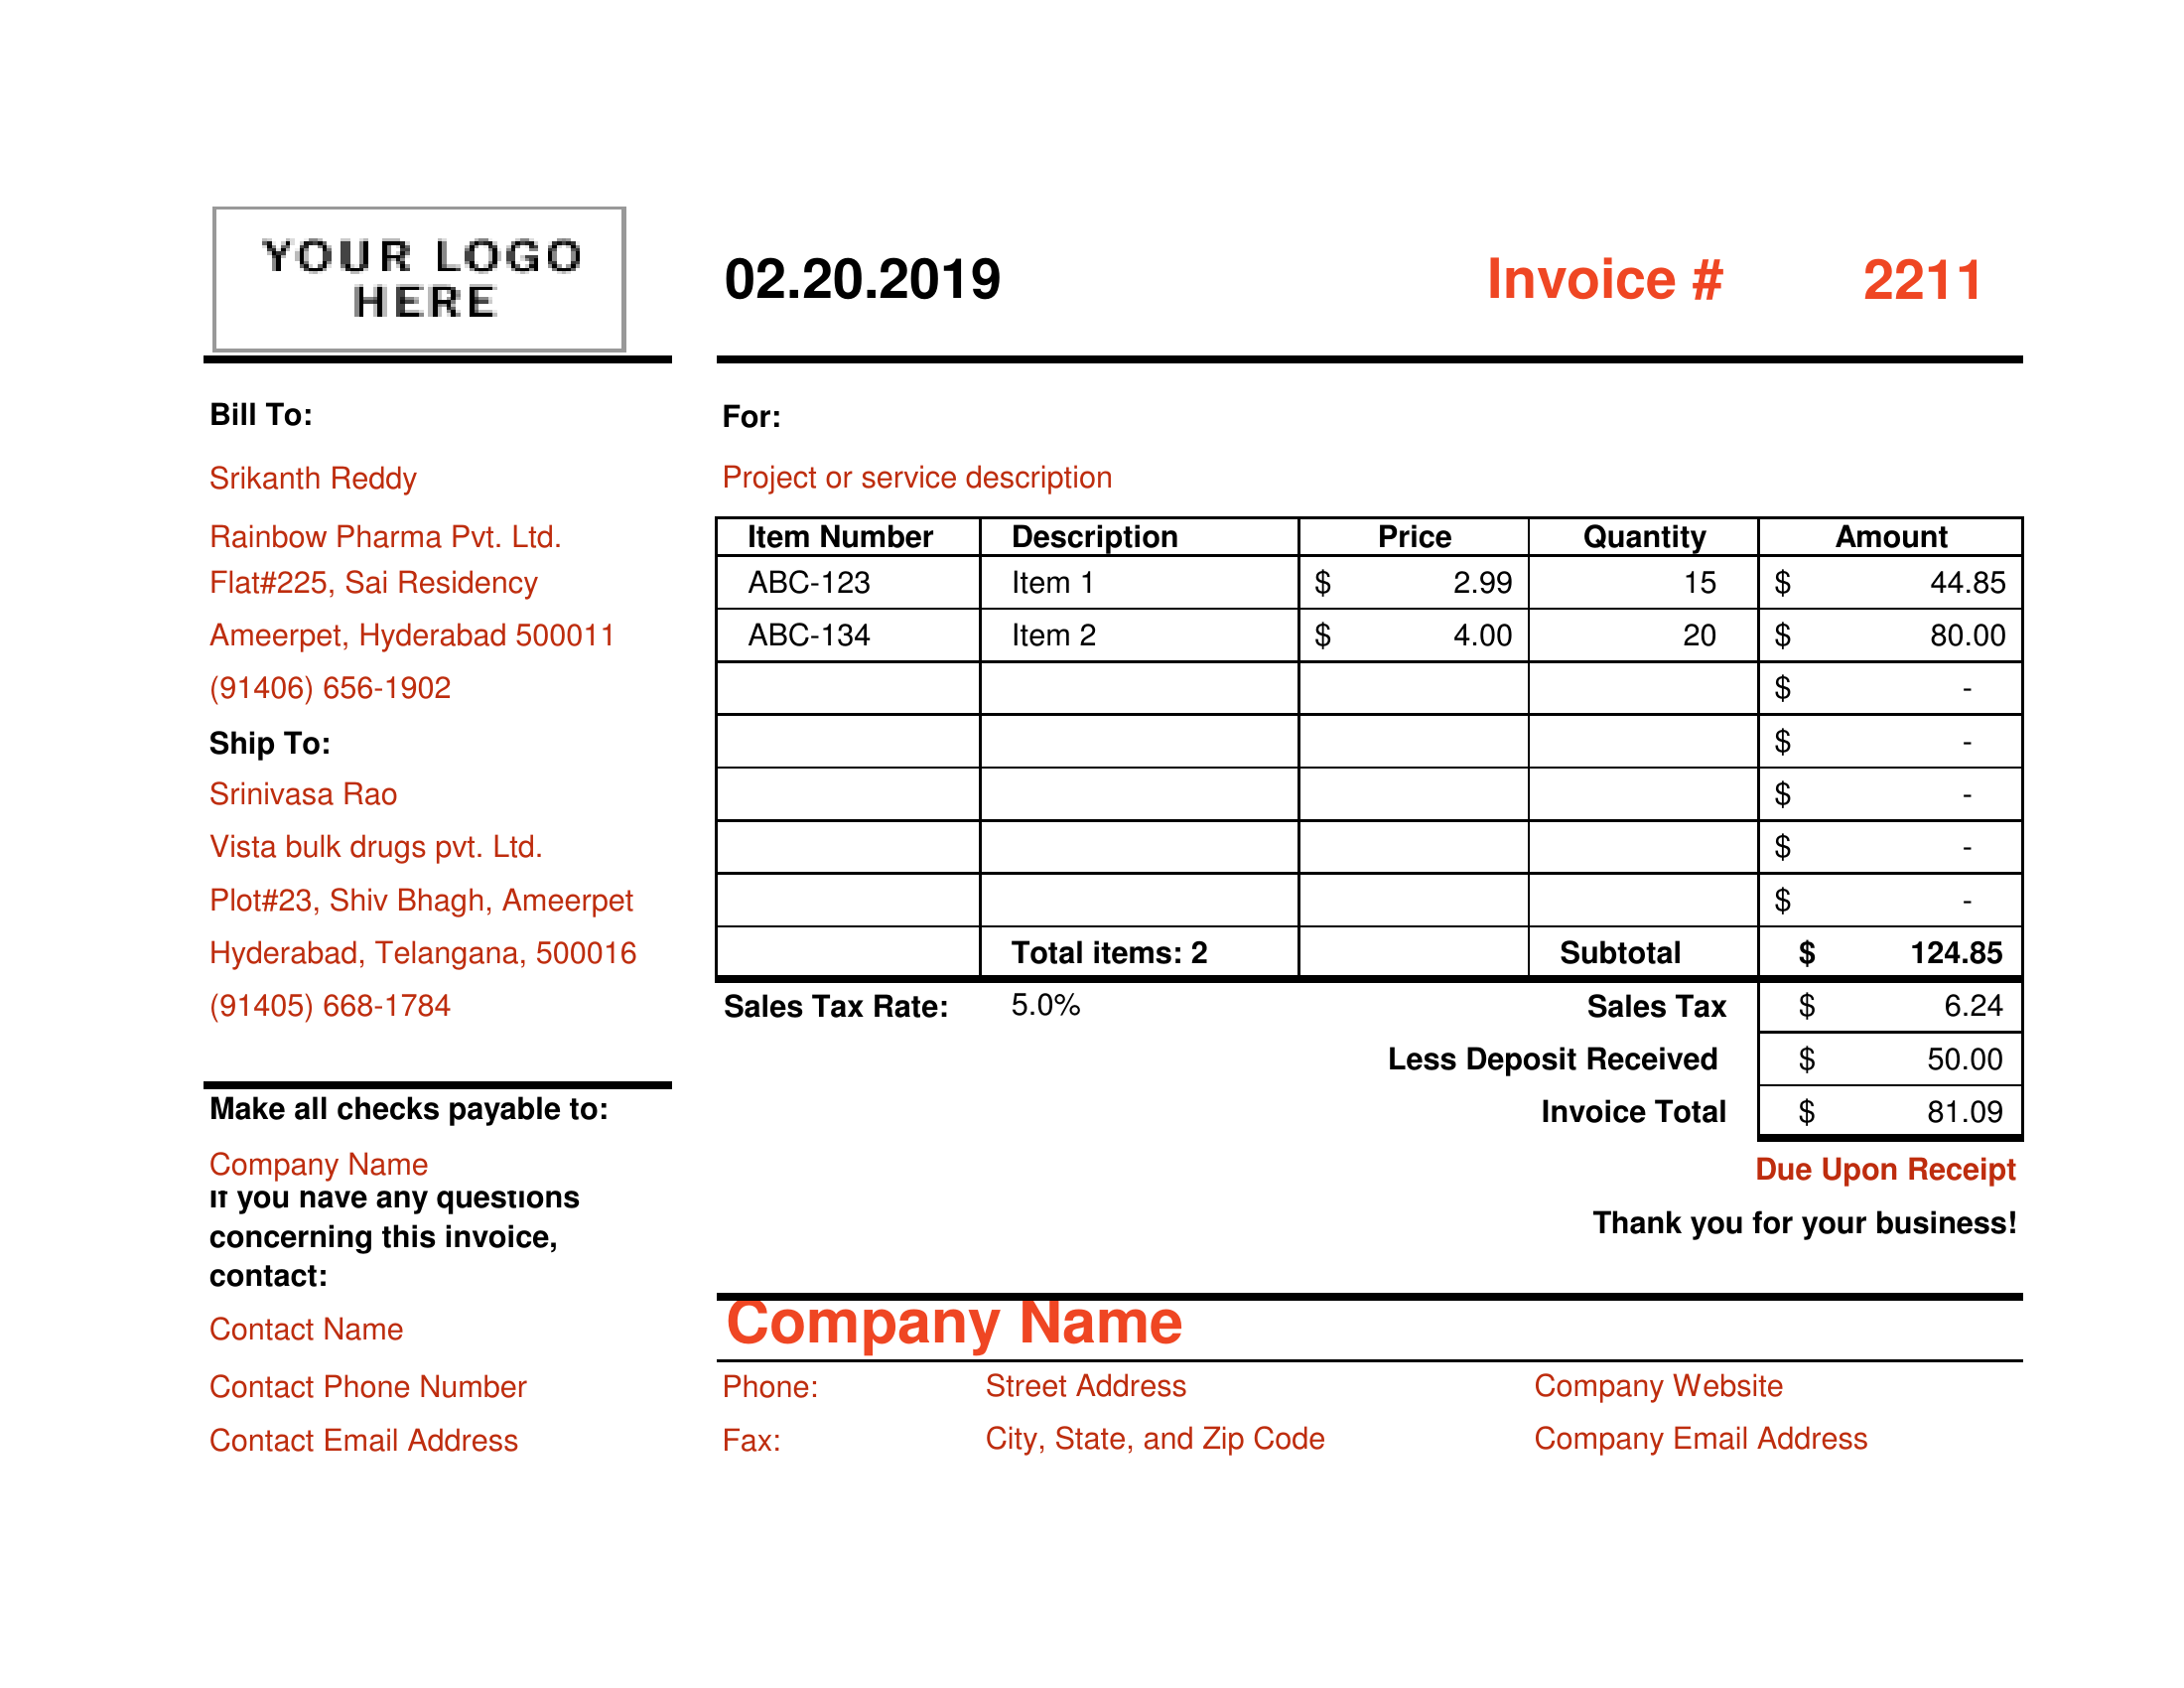 YOUR LOGO
HERE
02.20.2019 Invoice # 2211
Bill To:
Srikanth Reddy
Rainbow Pharma Pvt. Ltd.
Flat#225, Sai Residency
Ameerpet, Hyderabad 500011
(91406) 656-1902
Ship To:
Srinivasa Rao
Vista bulk drugs pvt. Ltd.
Plot#23, Shiv Bhagh, Ameerpet
Hyderabad, Telangana, 500016
(91405) 668-1784
Make all checks payable to:
Company Name
If you have any questions
concerning this invoice,
contact:
Contact Name
Contact Phone Number
Contact Email Address
For:
Project or service description
Item Number Description Price Quantity Amount
ABC-123 Item 1 $ 2.99 15 $ 44.85
ABC-134 Item 2 $ 4.00 20 $ 80.00
$ -
$ -
$ -
$ -
$ -
Total items: 2 Subtotal $ 124.85
Sales Tax Rate: 5.0% Sales Tax $ 6.24
Less Deposit Received $ 50.00
Invoice Total $ 81.09
Due Upon Receipt
Thank you for your business!
Company Name
Phone: Street Address Company Website
Fax: City, State, and Zip Code Company Email Address